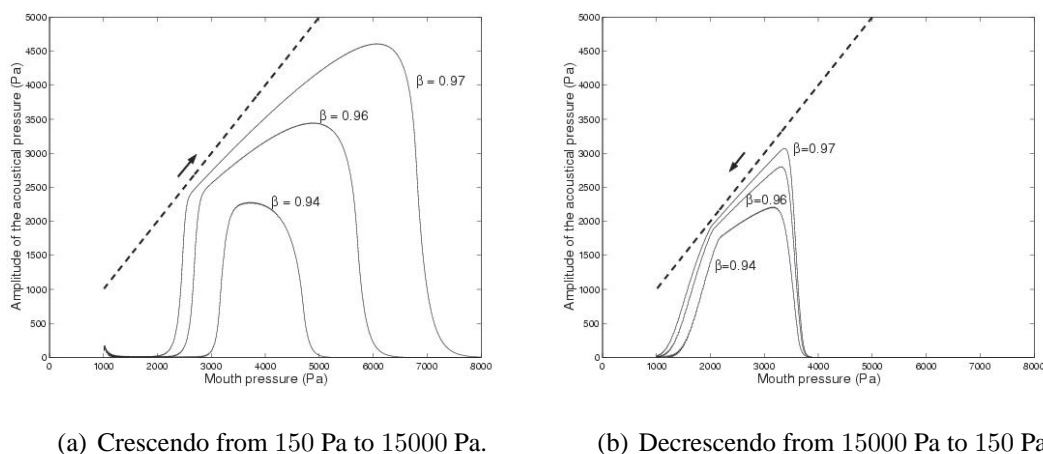 5000
4500
4000
3500
3000
2500
2000
1500
1000
500
0
Amplitude of the acoustical pressure (Pa)
β = 0.97
β = 0.96
β = 0.94
0 1000 2000 3000 4000 5000 6000 7000 8000
Mouth pressure (Pa)
(a) Crescendo from 150 Pa to 15000 Pa.
5000
4500
4000
3500
3000
2500
2000
1500
1000
500
0
Amplitude of the acoustical pressure (Pa)
β=0.97
β=0.96
β=0.94
0 1000 2000 3000 4000 5000 6000 7000 8000
Mouth pressure (Pa)
(b) Decrescendo from 15000 Pa to 150 Pa